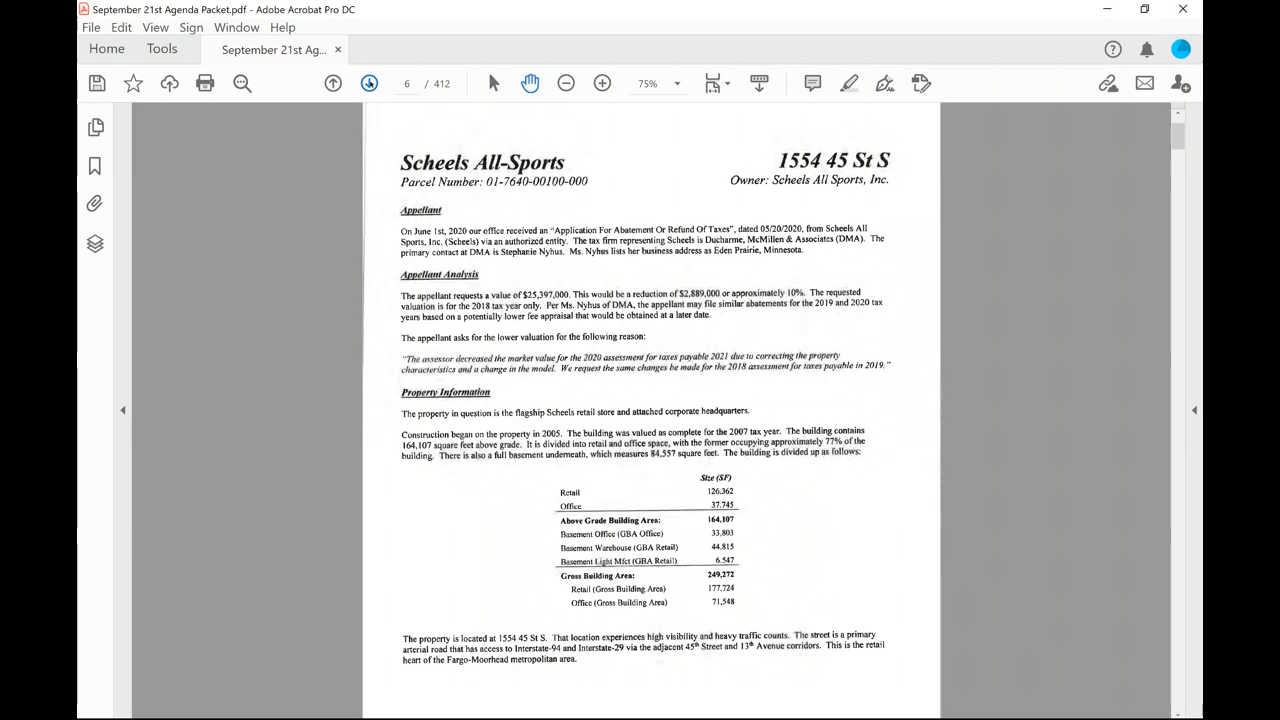 September 21st Agenda Packet.pdf - Adobe Acrobat Pro DC
File Edit View Sign Window Help
Home Tools September 21st Ag... ×
6 / 412 75%
Scheels All-Sports 1554 45 St S
Parcel Number: 01-7640-00100-000 Owner: Scheels All Sports, Inc.
Appellant
On June 1st, 2020 our office received an "Application For Abatement Or Refund Of Taxes", dated 05/20/2020, from Scheels All
Sports, Inc. (Scheels) via an authorized entity. The tax firm representing Scheels is Ducharme, McMillen & Associates (DMA). The
primary contact at DMA is Stephanie Nyhus. Ms. Nyhus lists her business address as Eden Prairie, Minnesota.
Appellant Analysis
The appellant requests a value of $25,397,000. This would be a reduction of $2,889,000 or approximately 10%. The requested
valuation is for the 2018 tax year only. Per Ms. Nyhus of DMA, the appellant may file similar abatements for the 2019 and 2020 tax
years based on a potentially lower fee appraisal that would be obtained at a later date.
The appellant asks for the lower valuation for the following reason:
"The assessor decreased the market value for the 2020 assessment for taxes payable 2021 due to correcting the property
characteristics and a change in the model. We request the same changes be made for the 2018 assessment for taxes payable in 2019."
Property Information
The property in question is the flagship Scheels retail store and attached corporate headquarters.
Construction began on the property in 2005. The building was valued as complete for the 2007 tax year. The building contains
164,107 square feet above grade. It is divided into retail and office space, with the former occupying approximately 77% of the
building. There is also a full basement underneath, which measures 84,557 square feet. The building is divided up as follows:
Size (SF)
Retail 126,362
Office 37,745
Above Grade Building Area: 164,107
Basement Office (GBA Office) 33,803
Basement Warehouse (GBA Retail) 44,815
Basement Light Mfct (GBA Retail) 6,547
Gross Building Area: 249,272
Retail (Gross Building Area) 177,724
Office (Gross Building Area) 71,548
The property is located at 1554 45 St S. That location experiences high visibility and heavy traffic counts. The street is a primary
arterial road that has access to Interstate-94 and Interstate-29 via the adjacent 45th Street and 13th Avenue corridors. This is the retail
heart of the Fargo-Moorhead metropolitan area.